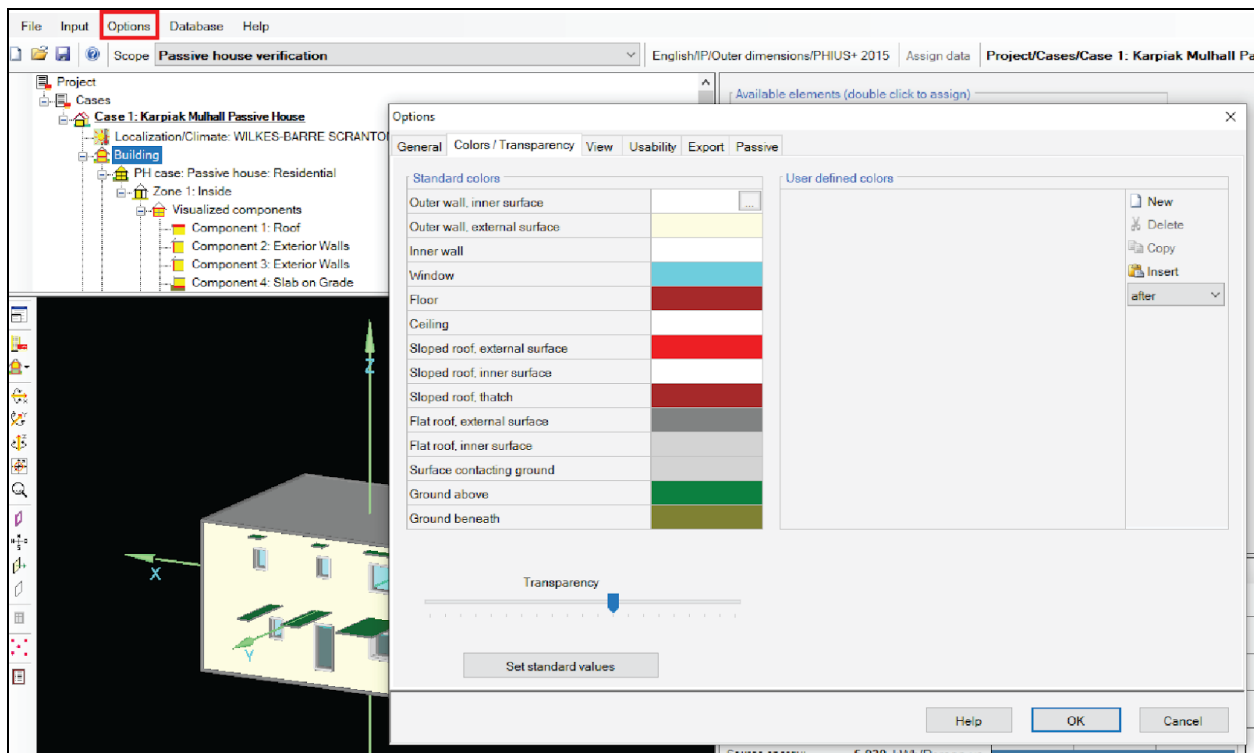 File Input Options Database Help
Scope Passive house verification English/IP/Outer dimensions/PHIUS+ 2015 Assign data Project/Cases/Case 1: Karpiak Mulhall Pa
Project
Cases
Case 1: Karpiak Mulhall Passive House
Localization/Climate: WILKES-BARRE SCRANTON
Building
PH case: Passive house: Residential
Zone 1: Inside
Visualized components
Component 1: Roof
Component 2: Exterior Walls
Component 3: Exterior Walls
Component 4: Slab on Grade
Available elements (double click to assign)
Options
General Colors / Transparency View Usability Export Passive
Standard colors
Outer wall, inner surface ...
Outer wall, external surface
Inner wall
Window
Floor
Ceiling
Sloped roof, external surface
Sloped roof, inner surface
Sloped roof, thatch
Flat roof, external surface
Flat roof, inner surface
Surface contacting ground
Ground above
Ground beneath
User defined colors
New
Delete
Copy
Insert
after
Transparency
Set standard values
Help OK Cancel
Z
X
Y